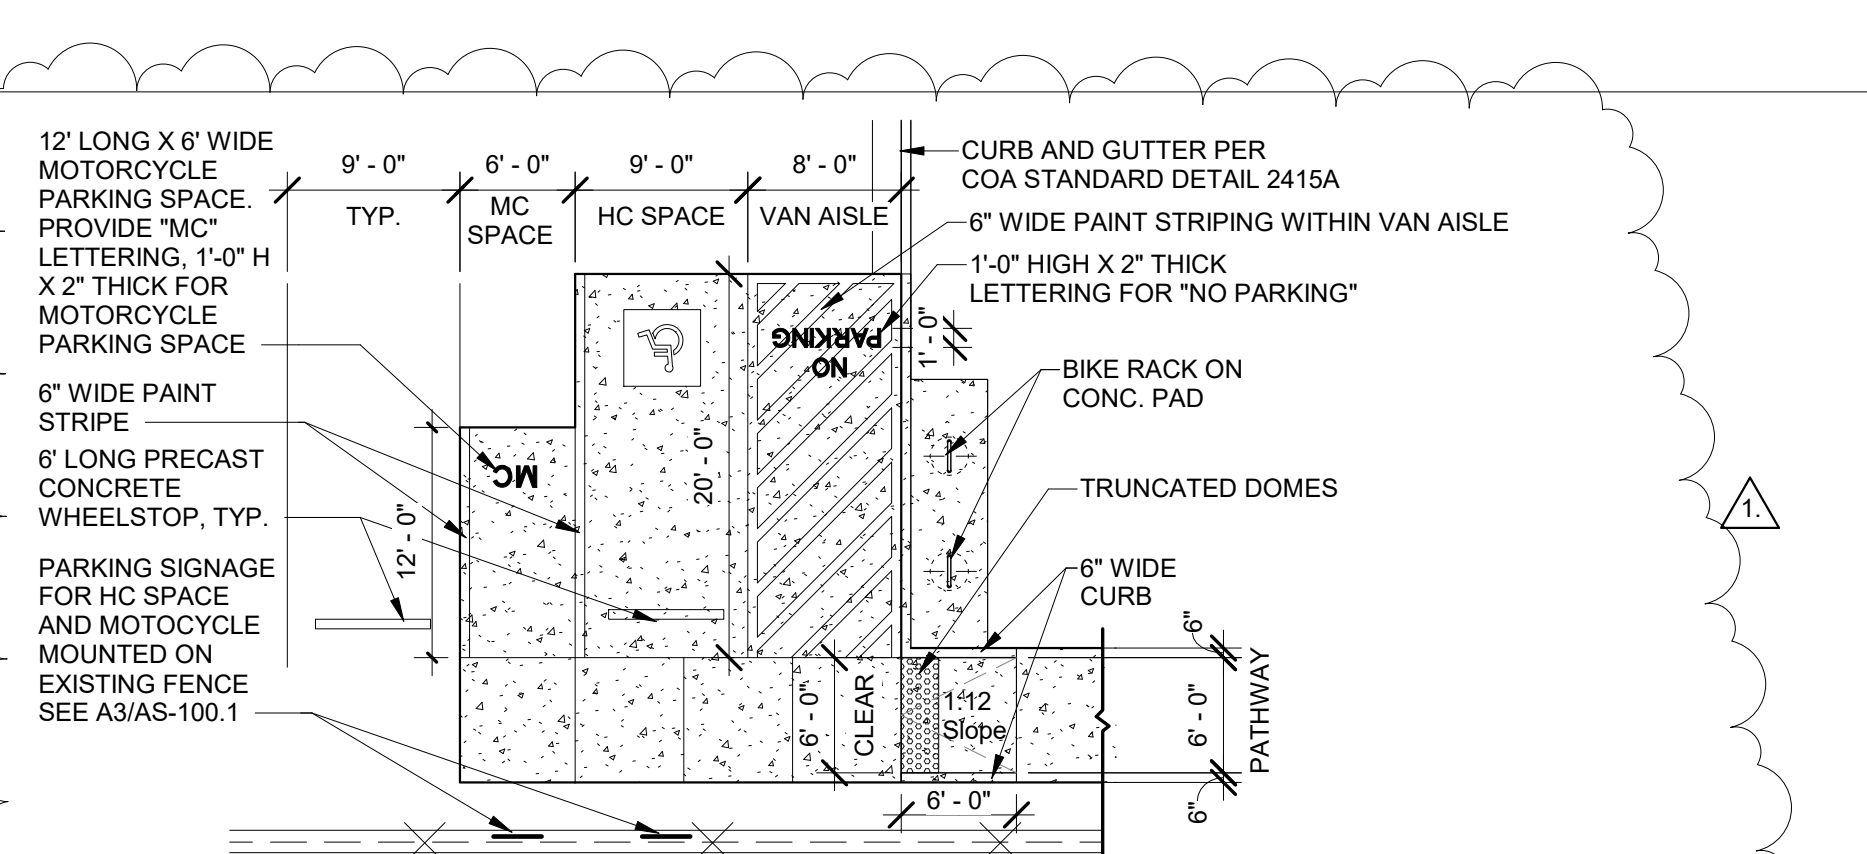 12' LONG X 6' WIDE
MOTORCYCLE
PARKING SPACE.
PROVIDE "MC"
LETTERING, 1'-0" H
X 2" THICK FOR
MOTORCYCLE
PARKING SPACE
6" WIDE PAINT
STRIPE
6' LONG PRECAST
CONCRETE
WHEELSTOP, TYP.
PARKING SIGNAGE
FOR HC SPACE
AND MOTOCYCLE
MOUNTED ON
EXISTING FENCE
SEE A3/AS-100.1
9' - 0"
6' - 0"
9' - 0"
8' - 0"
TYP.
MC
SPACE
HC SPACE
VAN AISLE
CURB AND GUTTER PER
COA STANDARD DETAIL 2415A
6" WIDE PAINT STRIPING WITHIN VAN AISLE
1'-0" HIGH X 2" THICK
LETTERING FOR "NO PARKING"
NO
PARKING
1' - 0"
BIKE RACK ON
CONC. PAD
MC
20' - 0"
12' - 0"
TRUNCATED DOMES
1.
6" WIDE
CURB
6' - 0"
CLEAR
1:12
Slope
6"
6' - 0"
6"
PATHWAY
6' - 0"